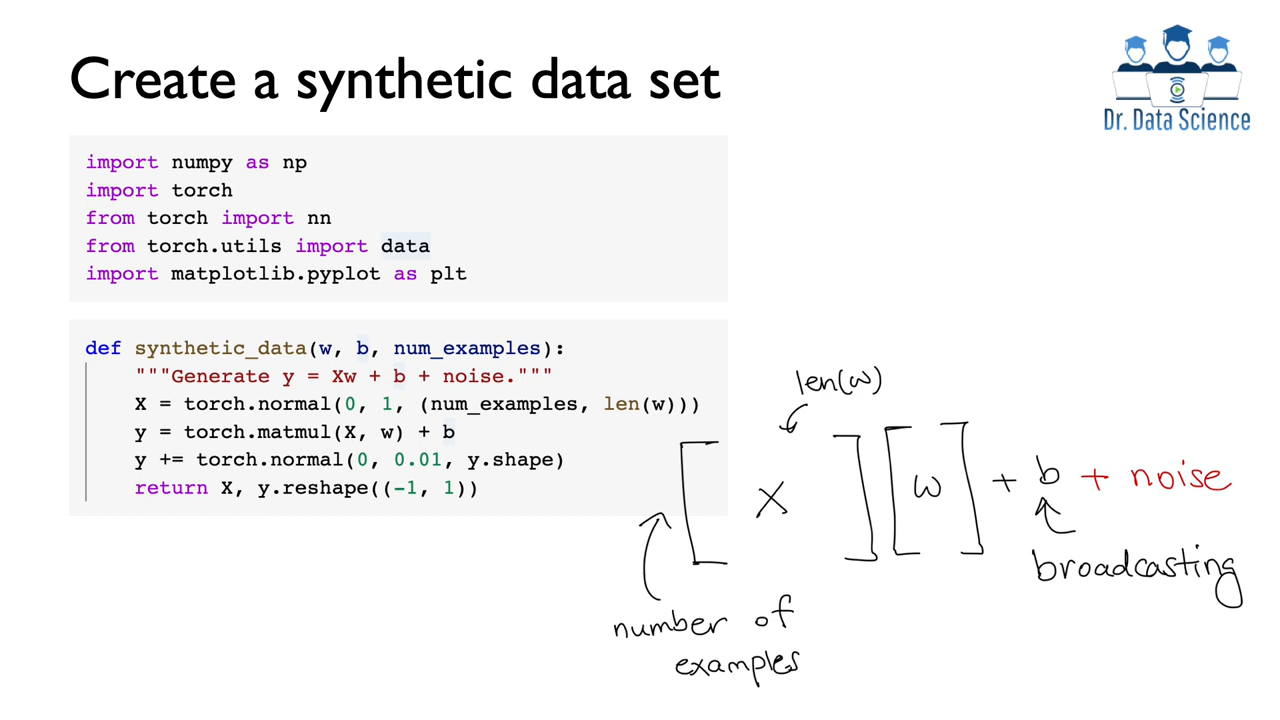 Create a synthetic data set
Dr. Data Science
import numpy as np
import torch
from torch import nn
from torch.utils import data
import matplotlib.pyplot as plt
def synthetic_data(w, b, num_examples):
"""Generate y = Xw + b + noise."""
X = torch.normal(0, 1, (num_examples, len(w)))
y = torch.matmul(X, w) + b
y += torch.normal(0, 0.01, y.shape)
return X, y.reshape((-1, 1))
len(w)
[ X ] [ w ] + b + noise
broadcasting
number of
examples